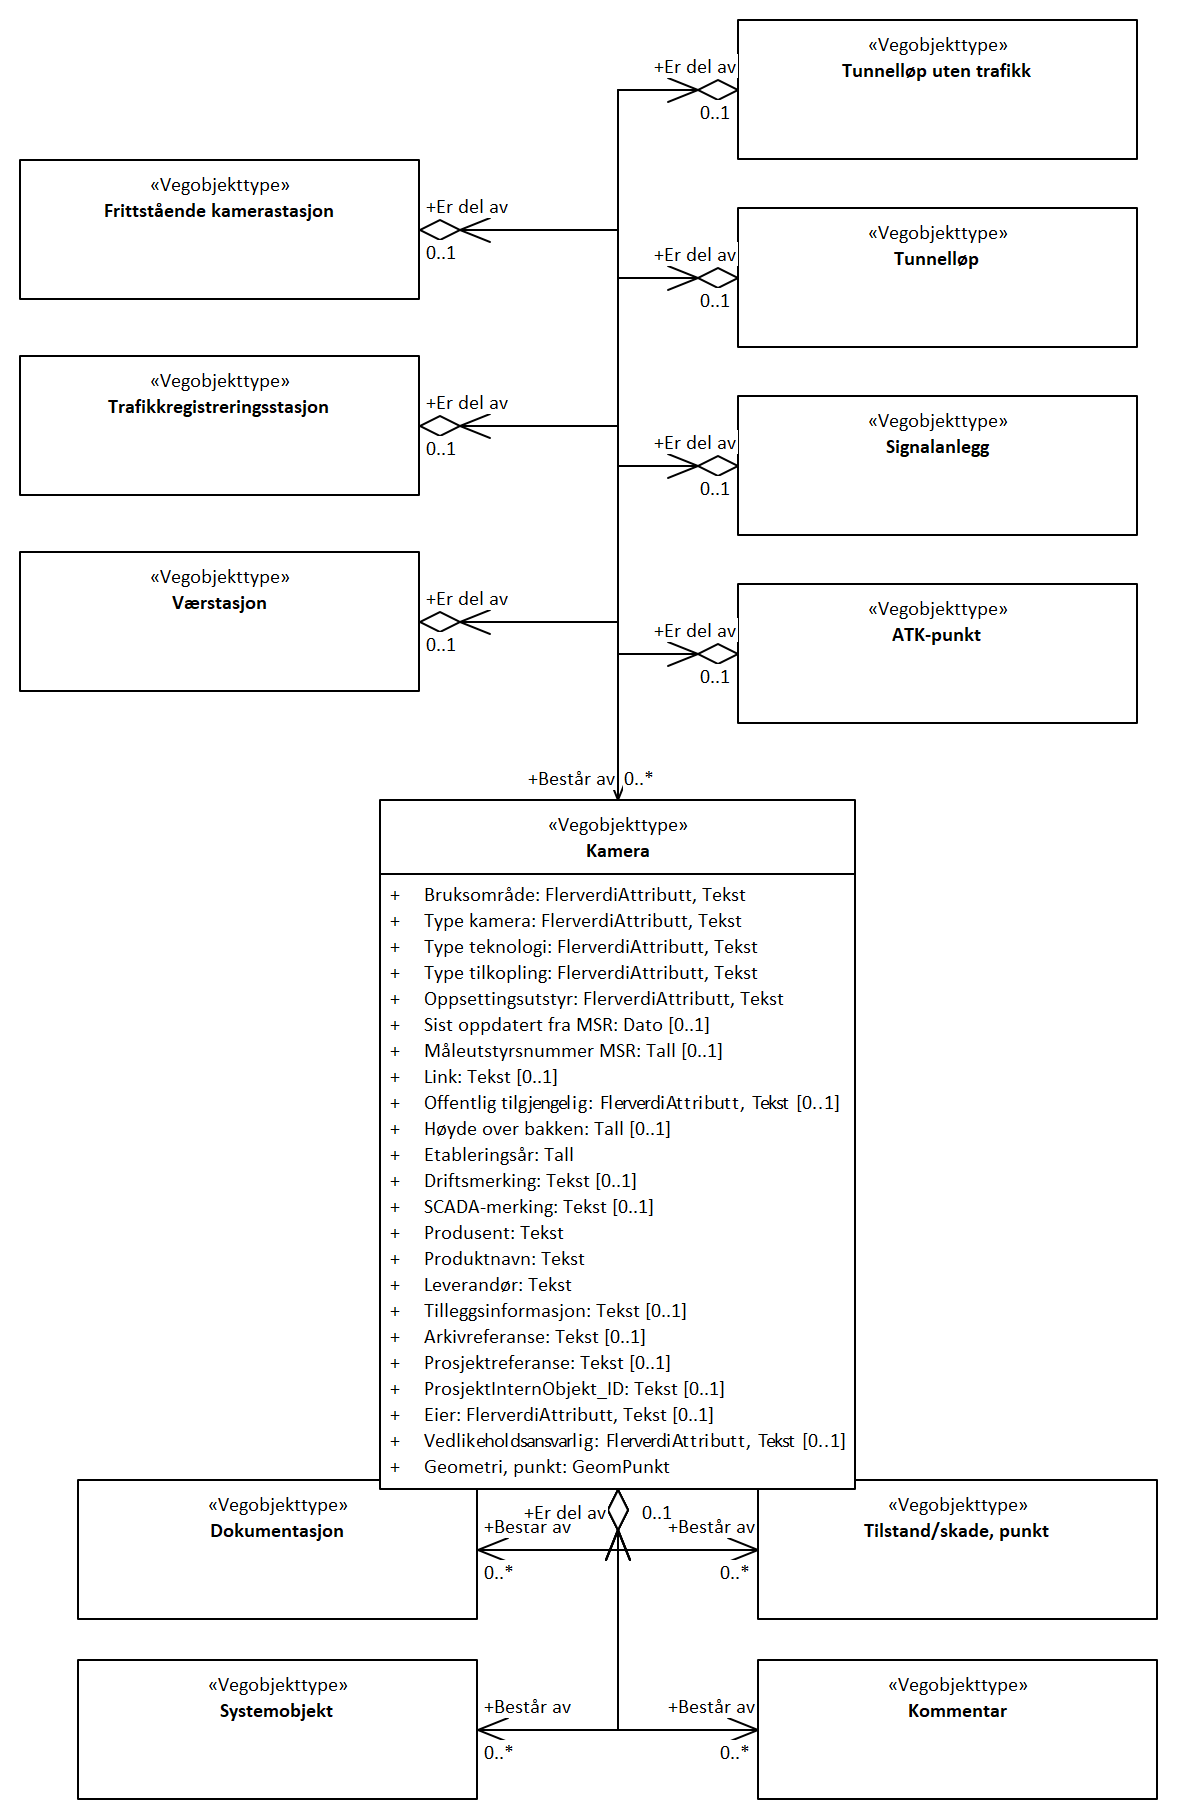 «Vegobjekttype»
Tunnelløp uten trafikk
+Er del av
0..1
«Vegobjekttype»
Frittstående kamerastasjon
+Er del av
0..1
«Vegobjekttype»
Tunnelløp
+Er del av
0..1
«Vegobjekttype»
Trafikkregistreringsstasjon
+Er del av
0..1
«Vegobjekttype»
Signalanlegg
+Er del av
0..1
«Vegobjekttype»
Værstasjon
+Er del av
0..1
«Vegobjekttype»
ATK-punkt
+Er del av
0..1
+Består av 0..*
«Vegobjekttype»
Kamera
+ Bruksområde: FlerverdiAttributt, Tekst
+ Type kamera: FlerverdiAttributt, Tekst
+ Type teknologi: FlerverdiAttributt, Tekst
+ Type tilkopling: FlerverdiAttributt, Tekst
+ Oppsettingsutstyr: FlerverdiAttributt, Tekst
+ Sist oppdatert fra MSR: Dato [0..1]
+ Måleutstyrsnummer MSR: Tall [0..1]
+ Link: Tekst [0..1]
+ Offentlig tilgjengelig: FlerverdiAttributt, Tekst [0..1]
+ Høyde over bakken: Tall [0..1]
+ Etableringsår: Tall
+ Driftsmerking: Tekst [0..1]
+ SCADA-merking: Tekst [0..1]
+ Produsent: Tekst
+ Produktnavn: Tekst
+ Leverandør: Tekst
+ Tilleggsinformasjon: Tekst [0..1]
+ Arkivreferanse: Tekst [0..1]
+ Prosjektreferanse: Tekst [0..1]
+ ProsjektInternObjekt_ID: Tekst [0..1]
+ Eier: FlerverdiAttributt, Tekst [0..1]
+ Vedlikeholdsansvarlig: FlerverdiAttributt, Tekst [0..1]
+ Geometri, punkt: GeomPunkt
+Er del av 0..1
«Vegobjekttype»
Dokumentasjon
+Består av
0..*
«Vegobjekttype»
Tilstand/skade, punkt
+Består av
0..*
«Vegobjekttype»
Systemobjekt
+Består av
0..*
«Vegobjekttype»
Kommentar
+Består av
0..*